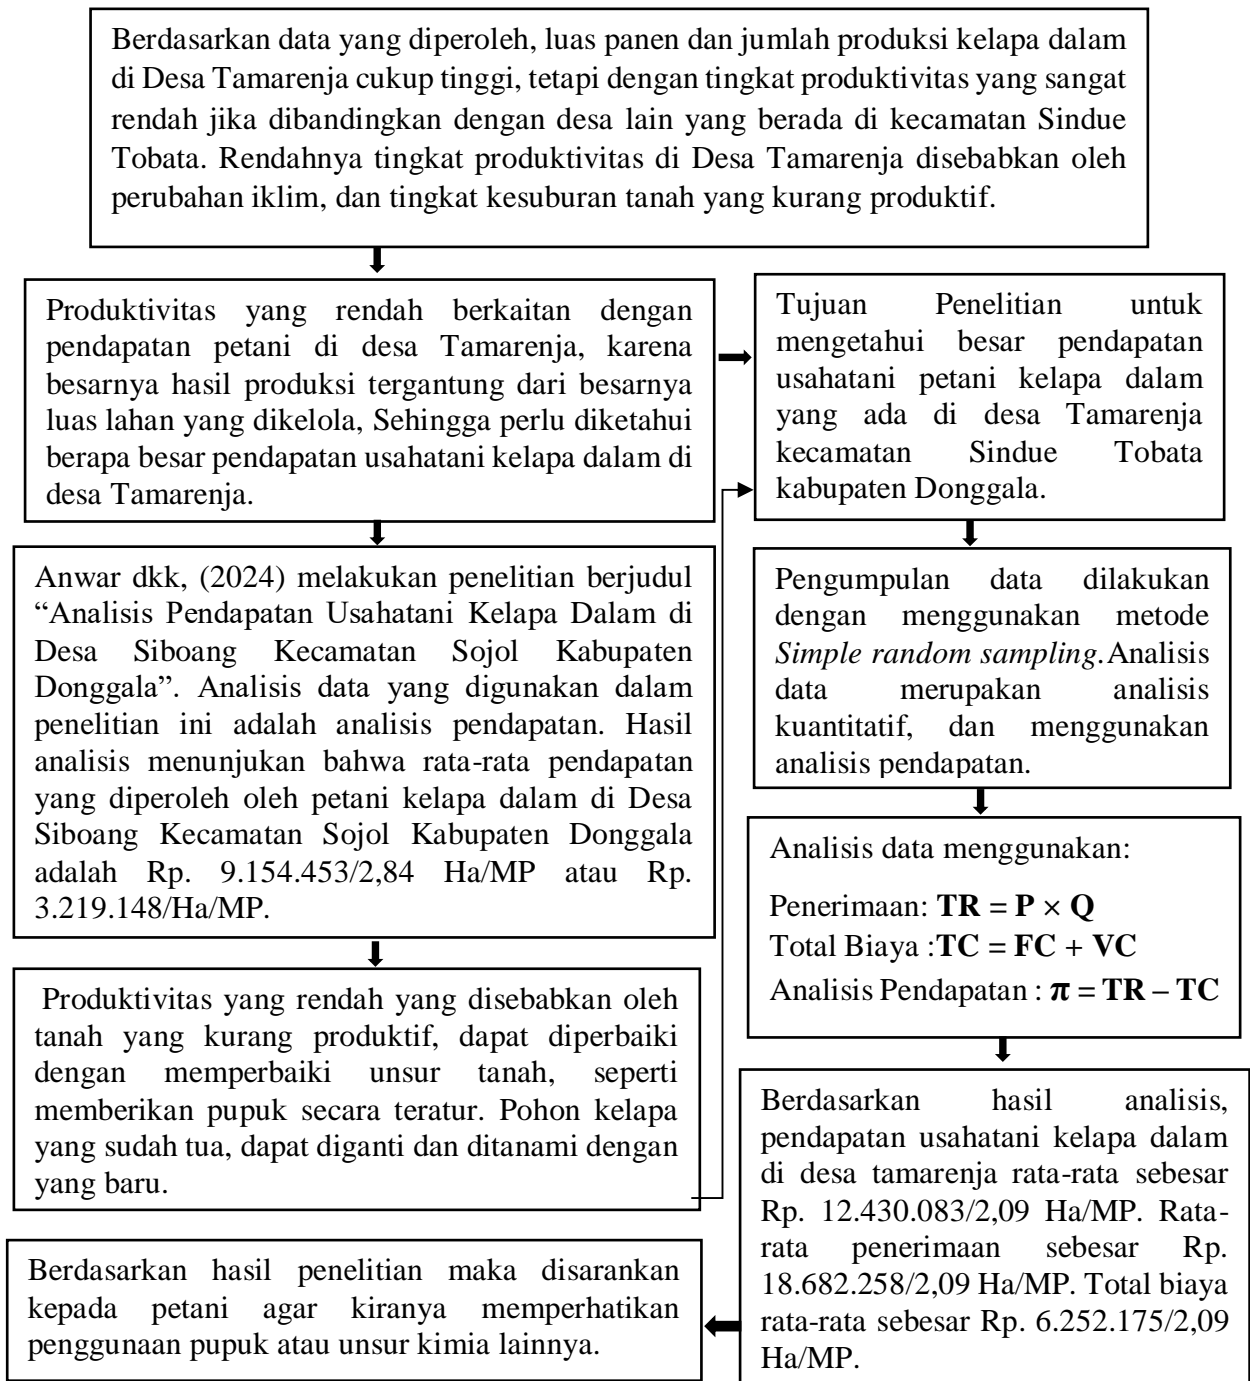 Berdasarkan data yang diperoleh, luas panen dan jumlah produksi kelapa dalam
di Desa Tamarenja cukup tinggi, tetapi dengan tingkat produktivitas yang sangat
rendah jika dibandingkan dengan desa lain yang berada di kecamatan Sindue
Tobata. Rendahnya tingkat produktivitas di Desa Tamarenja disebabkan oleh
perubahan iklim, dan tingkat kesuburan tanah yang kurang produktif.
Produktivitas yang rendah berkaitan dengan
pendapatan petani di desa Tamarenja, karena
besarnya hasil produksi tergantung dari besarnya
luas lahan yang dikelola, Sehingga perlu diketahui
berapa besar pendapatan usahatani kelapa dalam di
desa Tamarenja.
Anwar dkk, (2024) melakukan penelitian berjudul
“Analisis Pendapatan Usahatani Kelapa Dalam di
Desa Siboang Kecamatan Sojol Kabupaten
Donggala”. Analisis data yang digunakan dalam
penelitian ini adalah analisis pendapatan. Hasil
analisis menunjukan bahwa rata-rata pendapatan
yang diperoleh oleh petani kelapa dalam di Desa
Siboang Kecamatan Sojol Kabupaten Donggala
adalah Rp. 9.154.453/2,84 Ha/MP atau Rp.
3.219.148/Ha/MP.
Produktivitas yang rendah yang disebabkan oleh
tanah yang kurang produktif, dapat diperbaiki
dengan memperbaiki unsur tanah, seperti
memberikan pupuk secara teratur. Pohon kelapa
yang sudah tua, dapat diganti dan ditanami dengan
yang baru.
Tujuan Penelitian untuk
mengetahui besar pendapatan
usahatani petani kelapa dalam
yang ada di desa Tamarenja
kecamatan Sindue Tobata
kabupaten Donggala.
Pengumpulan data dilakukan
dengan menggunakan metode
Simple random sampling.Analisis
data merupakan analisis
kuantitatif, dan menggunakan
analisis pendapatan.
Analisis data menggunakan:
Penerimaan: TR = P × Q
Total Biaya :TC = FC + VC
Analisis Pendapatan : π = TR – TC
Berdasarkan hasil analisis,
pendapatan usahatani kelapa dalam
di desa tamarenja rata-rata sebesar
Rp. 12.430.083/2,09 Ha/MP. Rata-
rata penerimaan sebesar Rp.
18.682.258/2,09 Ha/MP. Total biaya
rata-rata sebesar Rp. 6.252.175/2,09
Ha/MP.
Berdasarkan hasil penelitian maka disarankan
kepada petani agar kiranya memperhatikan
penggunaan pupuk atau unsur kimia lainnya.